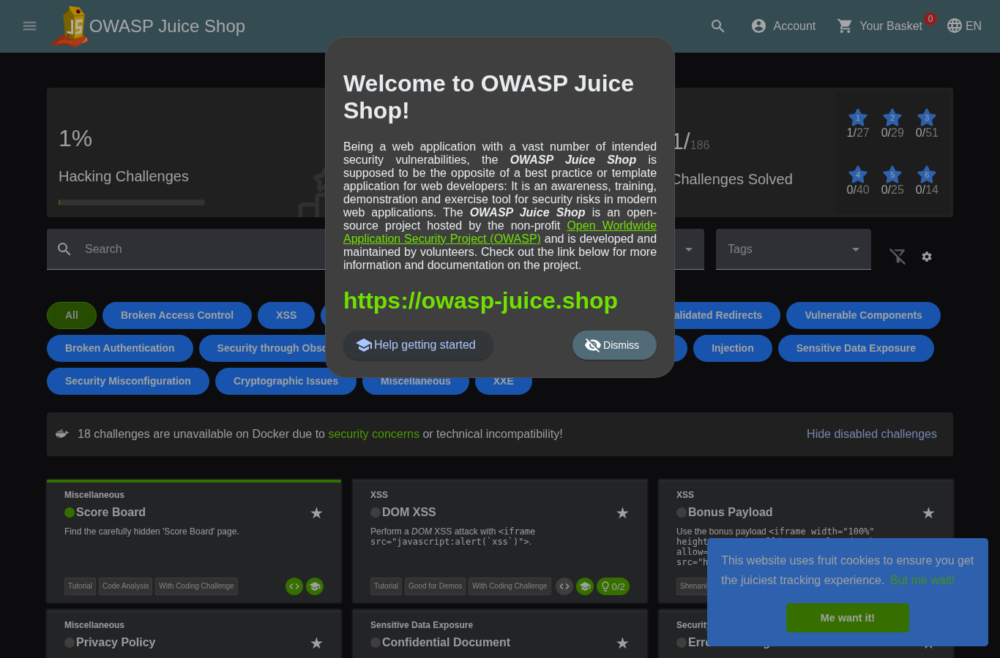 OWASP Juice Shop
Account
Your Basket
0
EN
Welcome to OWASP Juice
Shop!
Being a web application with a vast number of intended
security vulnerabilities, the OWASP Juice Shop is
supposed to be the opposite of a best practice or template
application for web developers: It is an awareness, training,
demonstration and exercise tool for security risks in modern
web applications. The OWASP Juice Shop is an open-
source project hosted by the non-profit Open Worldwide
Application Security Project (OWASP) and is developed and
maintained by volunteers. Check out the link below for more
information and documentation on the project.
https://owasp-juice.shop
Help getting started
Dismiss
1%
Hacking Challenges
1/186
Challenges Solved
1 2 3
1/27 0/29 0/51
4 5 6
0/40 0/25 0/14
Search
Tags
All
Broken Access Control
XSS
alidated Redirects
Vulnerable Components
Broken Authentication
Security through Obsc
Injection
Sensitive Data Exposure
Security Misconfiguration
Cryptographic Issues
Miscellaneous
XXE
18 challenges are unavailable on Docker due to security concerns or technical incompatibility!
Hide disabled challenges
Miscellaneous
Score Board
Find the carefully hidden 'Score Board' page.
Tutorial
Code Analysis
With Coding Challenge
XSS
DOM XSS
Perform a DOM XSS attack with <iframe
src="javascript:alert(`xss`)">.
Tutorial
Good for Demos
With Coding Challenge
0/2
XSS
Bonus Payload
Use the bonus payload <iframe width="100%"
height
allow=
src="h
Shenani
Miscellaneous
Privacy Policy
Sensitive Data Exposure
Confidential Document
Security
Erro
This website uses fruit cookies to ensure you get
the juiciest tracking experience. But me wait!
Me want it!